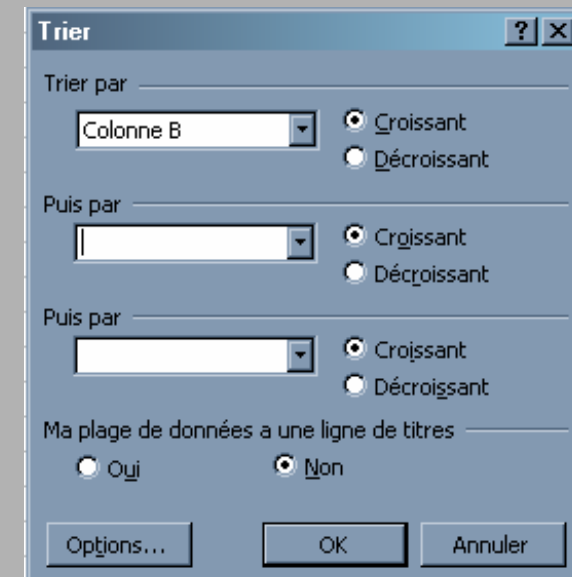 Trier
Trier par
Colonne B
Croissant
Décroissant
Puis par
Croissant
Décroissant
Puis par
Croissant
Décroissant
Ma plage de données a une ligne de titres
Oui
Non
Options...
OK
Annuler